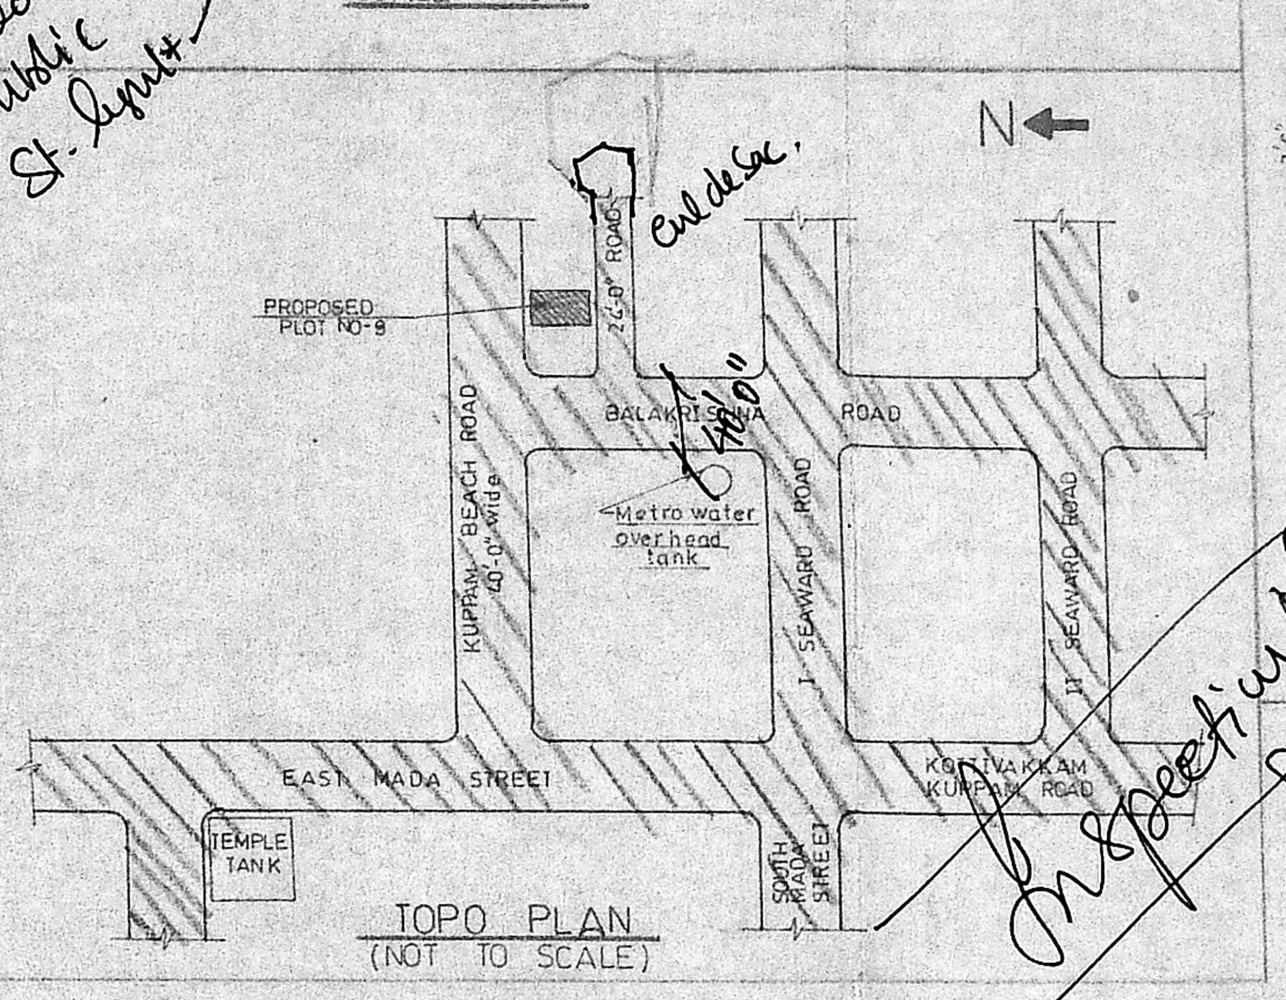 Public
St. light
N
cul de sac.
24'-0" ROAD
PROPOSED
PLOT NO-9
BALAKRISHNA ROAD
40'0"
KUPPAM BEACH ROAD
40'-0" wide
Metro water
over head
tank
I SEAWARD ROAD
II SEAWARD ROAD
EAST MADA STREET
KOTTIVAKKAM
KUPPAM ROAD
TEMPLE
TANK
SOUTH
MADA
STREET
Inspection
TOPO PLAN
(NOT TO SCALE)